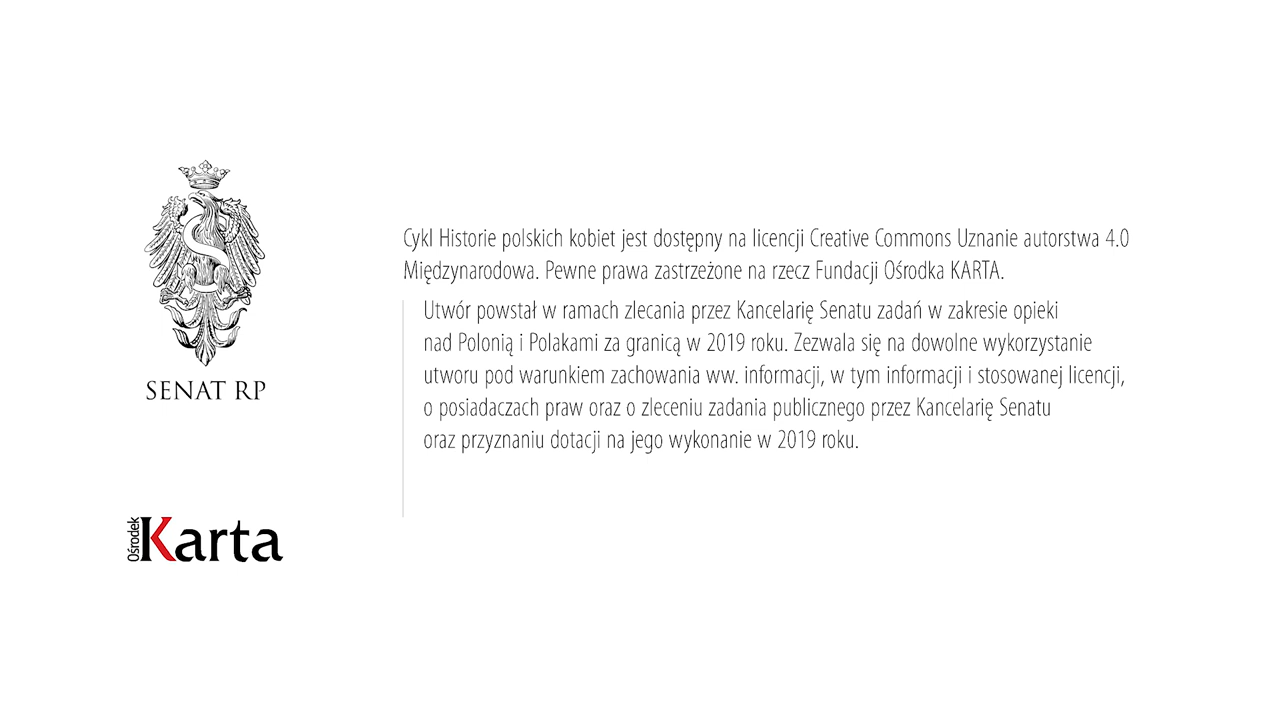 SENAT RP
Ośrodek
Karta
Cykl Historie polskich kobiet jest dostępny na licencji Creative Commons Uznanie autorstwa 4.0
Międzynarodowa. Pewne prawa zastrzeżone na rzecz Fundacji Ośrodka KARTA.
Utwór powstał w ramach zlecania przez Kancelarię Senatu zadań w zakresie opieki
nad Polonią i Polakami za granicą w 2019 roku. Zezwala się na dowolne wykorzystanie
utworu pod warunkiem zachowania ww. informacji, w tym informacji i stosowanej licencji,
o posiadaczach praw oraz o zleceniu zadania publicznego przez Kancelarię Senatu
oraz przyznaniu dotacji na jego wykonanie w 2019 roku.